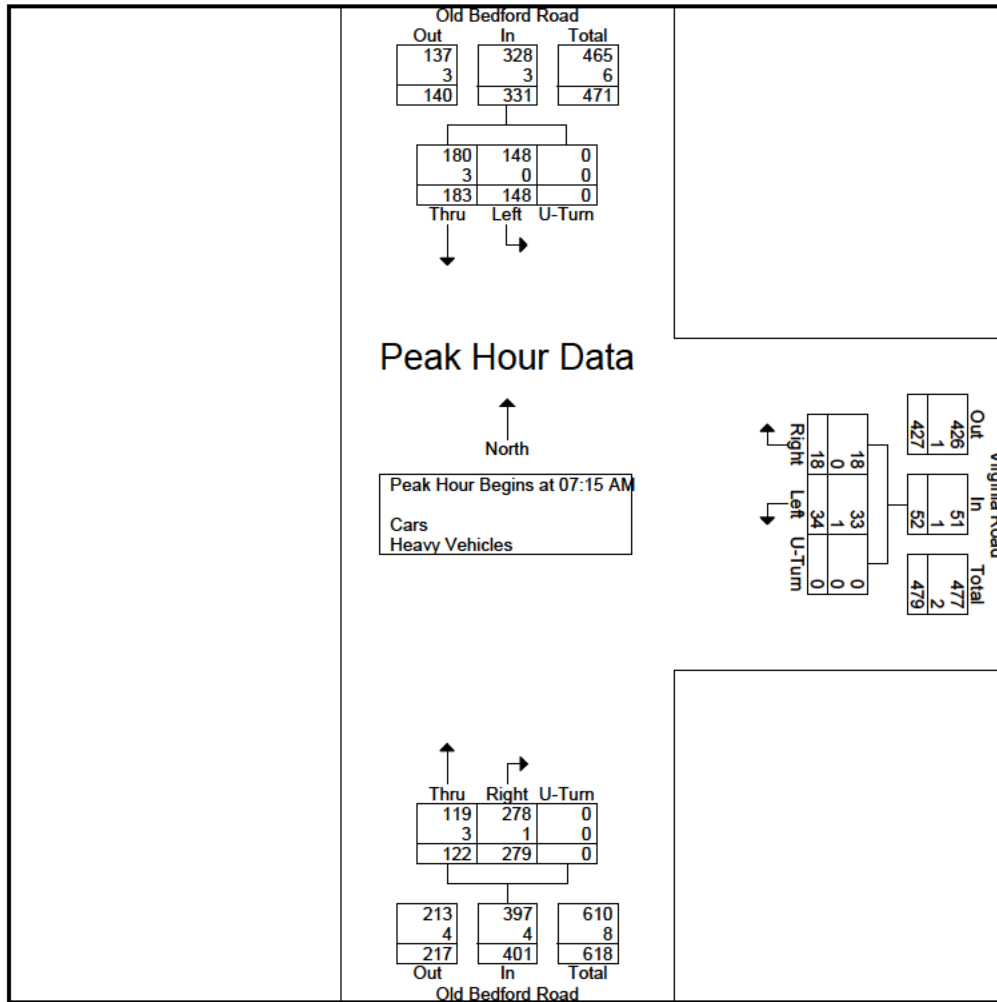 Old Bedford Road
Out In Total
137 328 465
3 3 6
140 331 471
180 148 0
3 0 0
183 148 0
Thru Left U-Turn
Peak Hour Data
North
Peak Hour Begins at 07:15 AM
Cars
Heavy Vehicles
Virginia Road
Out In Total
426 51 477
1 1 2
427 52 479
18 33 0
0 1 0
18 34 0
Right Left U-Turn
Thru Right U-Turn
119 278 0
3 1 0
122 279 0
213 397 610
4 4 8
217 401 618
Out In Total
Old Bedford Road